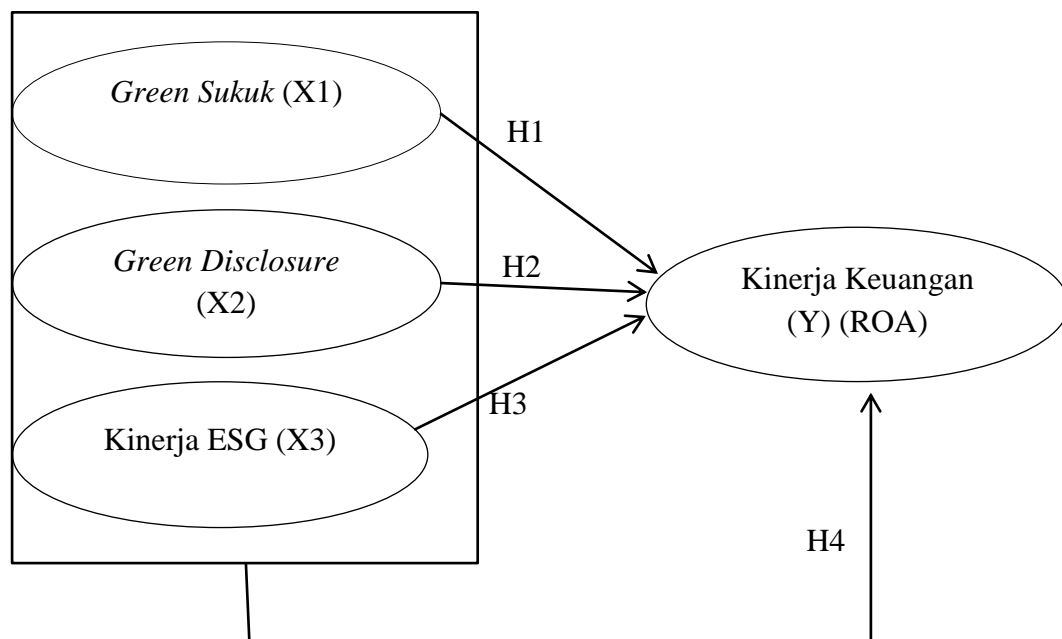 Green Sukuk (X1)
H1
Green Disclosure
(X2)
H2
Kinerja Keuangan
(Y) (ROA)
Kinerja ESG (X3)
H3
H4